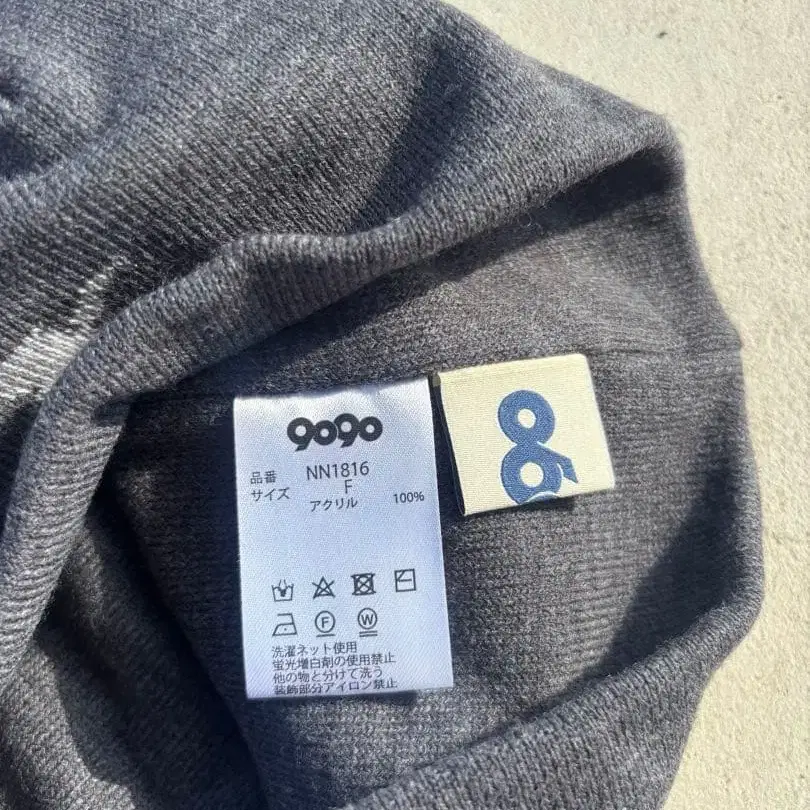 9090
品番 NN1816
サイズ F
アクリル 100%
F W
洗濯ネット使用
蛍光増白剤の使用禁止
他の物と分けて洗う
装飾部分アイロン禁止